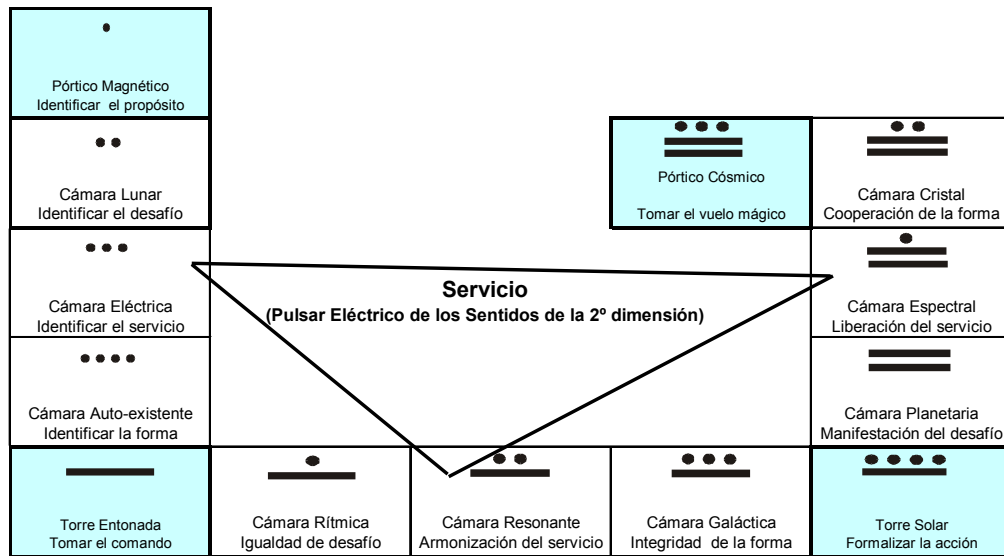 Pórtico Magnético
Identificar el propósito
Cámara Lunar
Identificar el desafío
Pórtico Cósmico
Tomar el vuelo mágico
Cámara Cristal
Cooperación de la forma
Cámara Eléctrica
Identificar el servicio
Servicio
(Pulsar Eléctrico de los Sentidos de la 2º dimensión)
Cámara Espectral
Liberación del servicio
Cámara Auto-existente
Identificar la forma
Cámara Planetaria
Manifestación del desafío
Torre Entonada
Tomar el comando
Cámara Rítmica
Igualdad de desafío
Cámara Resonante
Armonización del servicio
Cámara Galáctica
Integridad de la forma
Torre Solar
Formalizar la acción